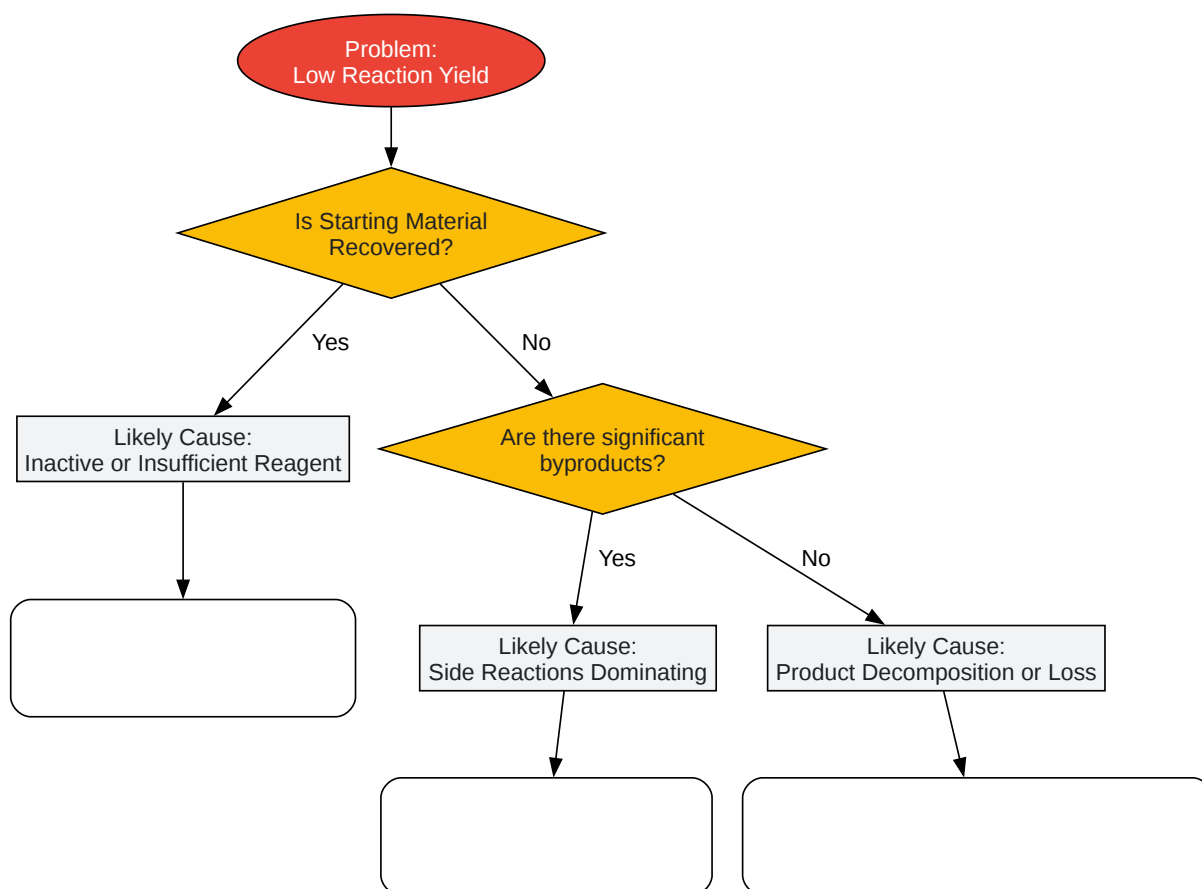 Problem:
Low Reaction Yield
Is Starting Material
Recovered?
Yes
No
Likely Cause:
Inactive or Insufficient Reagent
Are there significant
byproducts?
Yes
No
Likely Cause:
Side Reactions Dominating
Likely Cause:
Product Decomposition or Loss